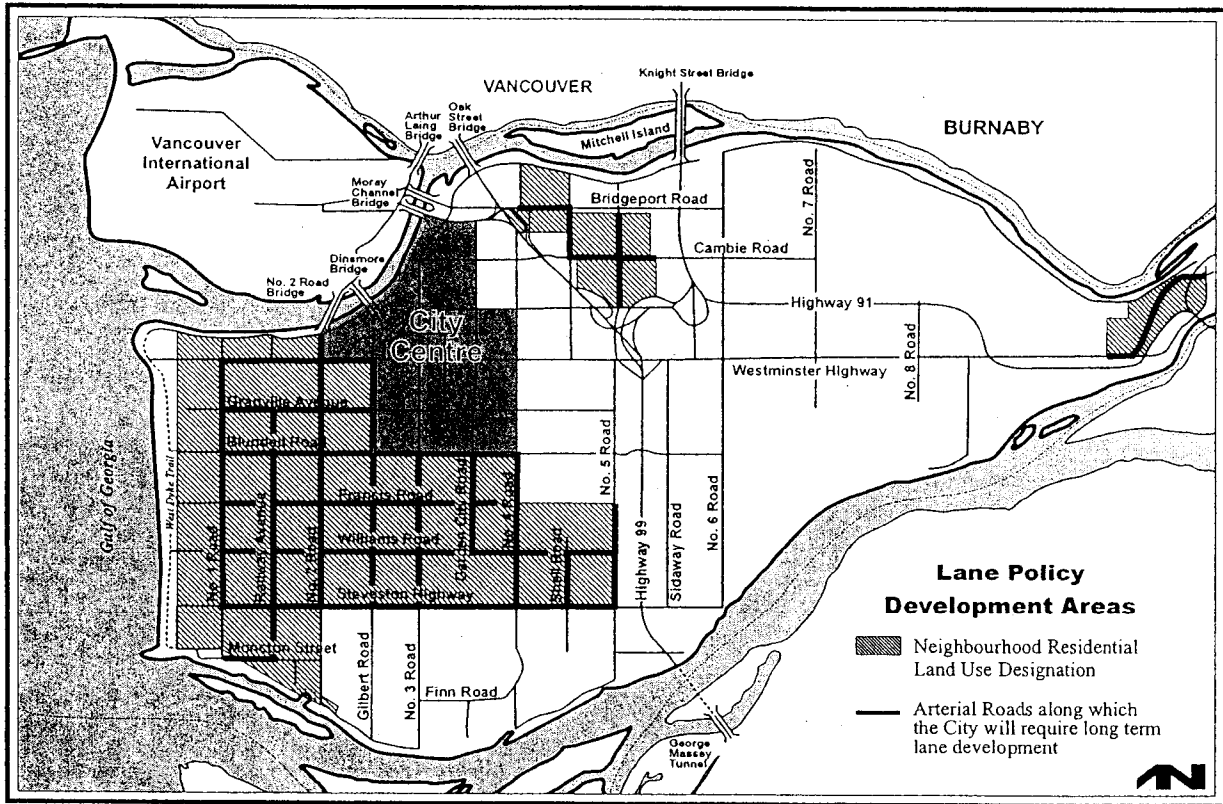 VANCOUVER
Knight Street Bridge
Arthur
Laing
Bridge
Oak
Street
Bridge
Mitchell Island
BURNABY
Vancouver
International
Airport
Moray
Channel
Bridge
Bridgeport Road
No. 7 Road
Cambie Road
Dinsmore
Bridge
No. 2 Road
Bridge
Highway 91
City
Centre
No. 8 Road
Westminster Highway
Granville Avenue
Blundell Road
Gulf of Georgia
West Dyke Trail
No. 1 Road
Railway Avenue
No. 2 Road
Francis Road
Williams Road
Garden City Road
No. 4 Road
Shell Road
No. 5 Road
Highway 99
Sidaway Road
No. 6 Road
Steveston Highway
Moncton Street
Gilbert Road
No. 3 Road
Finn Road
George
Massey
Tunnel
Lane Policy
Development Areas
Neighbourhood Residential
Land Use Designation
Arterial Roads along which
the City will require long term
lane development